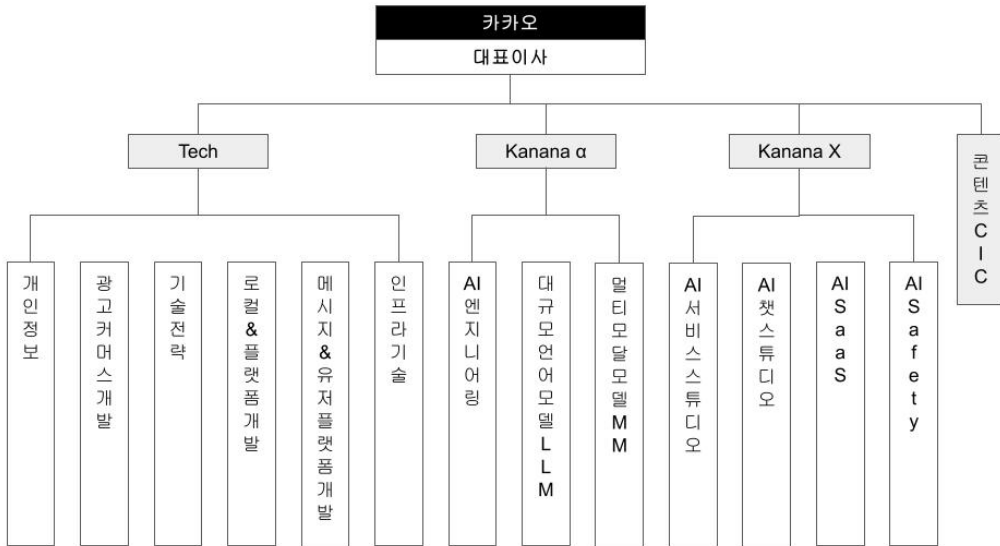 카카오
대표이사
Tech
Kanana α
Kanana X
콘텐츠CIC
개인정보
광고커머스개발
기술전략
로컬&플랫폼개발
메시지&유저플랫폼개발
인프라기술
AI엔지니어링
대규모언어모델LLM
멀티모달모델MM
AI서비스스튜디오
AI챗스튜디오
AISaaS
AISafety